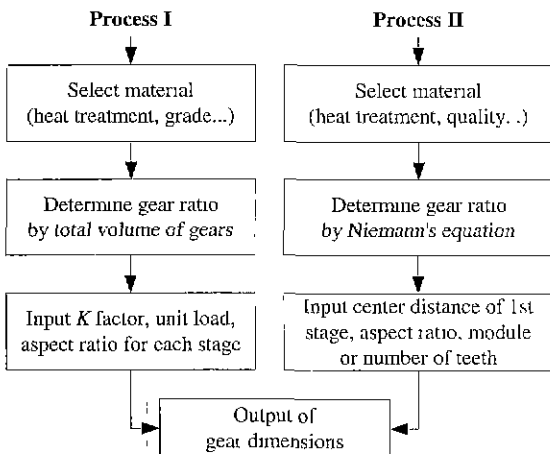 Process I
Select material
(heat treatment, grade...)
Determine gear ratio
by total volume of gears
Input K factor, unit load,
aspect ratio for each stage
Process II
Select material
(heat treatment, quality. .)
Determine gear ratio
by Niemann's equation
Input center distance of 1st
stage, aspect ratio, module
or number of teeth
Output of
gear dimensions